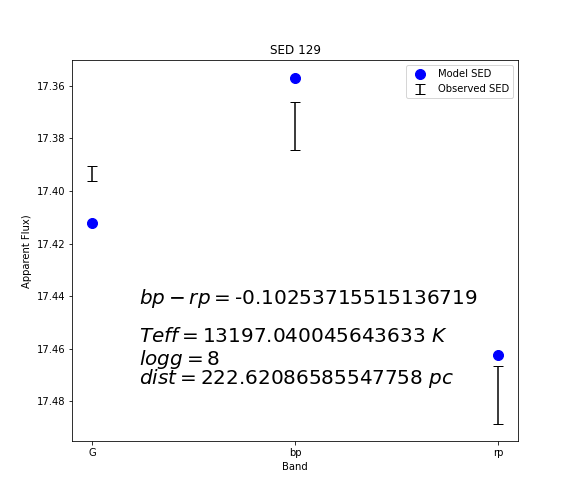 SED 129
Model SED
Observed SED
17.36
17.38
17.40
17.42
17.44
17.46
17.48
Apparent Flux)
bp − rp = -0.10253715515136719
Teff = 13197.040045643633 K
logg = 8
dist = 222.62086585547758 pc
G
bp
rp
Band